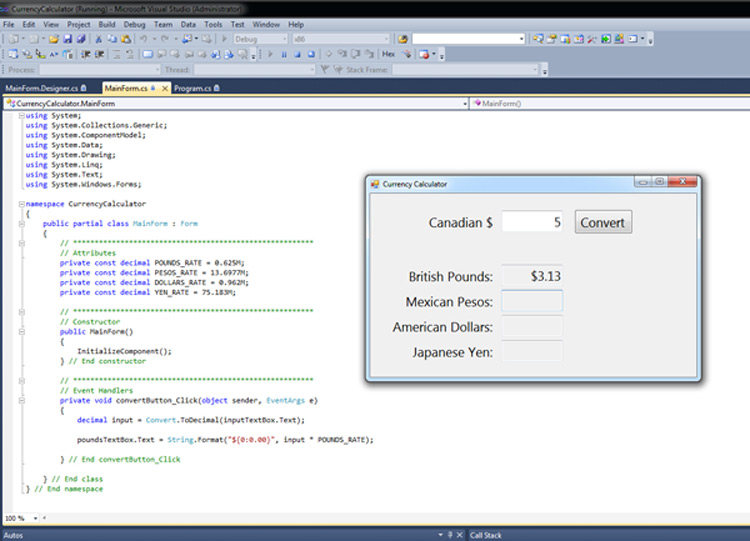 CurrencyCalculator (Running) - Microsoft Visual Studio (Administrator)
File Edit View Project Build Debug Team Data Tools Test Window Help
Debug x86
Hex
Process: Thread: Stack Frame:
MainForm.Designer.cs MainForm.cs Program.cs
CurrencyCalculator.MainForm MainForm()
using System;
using System.Collections.Generic;
using System.ComponentModel;
using System.Data;
using System.Drawing;
using System.Linq;
using System.Text;
using System.Windows.Forms;
namespace CurrencyCalculator
{
public partial class MainForm : Form
{
// *********************************************************
// Attributes
private const decimal POUNDS_RATE = 0.625M;
private const decimal PESOS_RATE = 13.6977M;
private const decimal DOLLARS_RATE = 0.962M;
private const decimal YEN_RATE = 75.183M;
// *********************************************************
// Constructor
public MainForm()
{
InitializeComponent();
} // End constructor
// *********************************************************
// Event Handlers
private void convertButton_Click(object sender, EventArgs e)
{
decimal input = Convert.ToDecimal(inputTextBox.Text);
poundsTextBox.Text = String.Format("${0:0.00}", input * POUNDS_RATE);
} // End convertButton_Click
} // End class
} // End namespace
Currency Calculator
Canadian $ 5 Convert
British Pounds: $3.13
Mexican Pesos:
American Dollars:
Japanese Yen:
100 %
Autos Call Stack